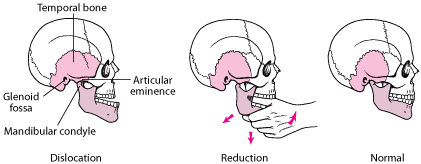 Temporal bone
Articular
eminence
Glenoid
fossa
Mandibular condyle
Dislocation
Reduction
Normal